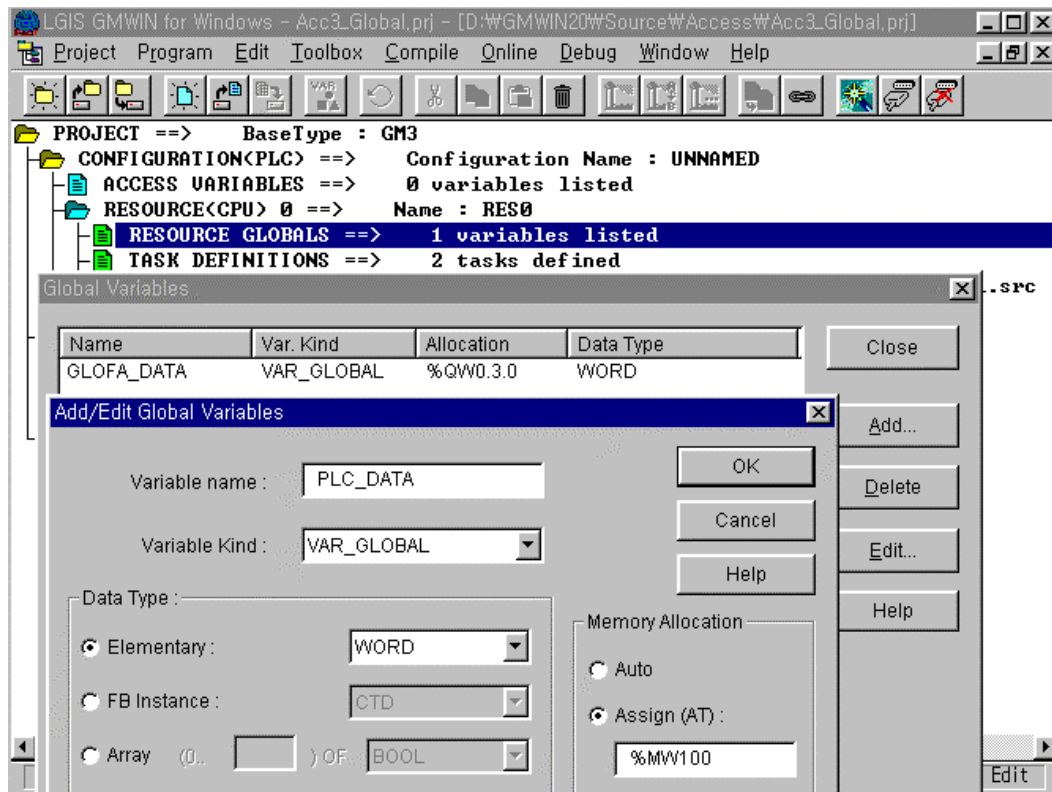 LGIS GMWIN for Windows - Acc3_Global.prj - [D:₩GMWIN20₩Source₩Access₩Acc3_Global.prj]
Project Program Edit Toolbox Compile Online Debug Window Help
VAR
PROJECT ==> BaseType : GM3
CONFIGURATION(PLC) ==> Configuration Name : UNNAMED
ACCESS VARIABLES ==> 0 variables listed
RESOURCE(CPU) 0 ==> Name : RES0
RESOURCE GLOBALS ==> 1 variables listed
TASK DEFINITIONS ==> 2 tasks defined
.src
Global Variables
Name Var. Kind Allocation Data Type
GLOFA_DATA VAR_GLOBAL %QW0.3.0 WORD
Close
Add...
Delete
Edit...
Help
Add/Edit Global Variables
Variable name : PLC_DATA
OK
Cancel
Variable Kind : VAR_GLOBAL
Help
Data Type :
Elementary : WORD
FB Instance : CTD
Array (0.. ) OF BOOL
Memory Allocation
Auto
Assign (AT) :
%MW100
Edit